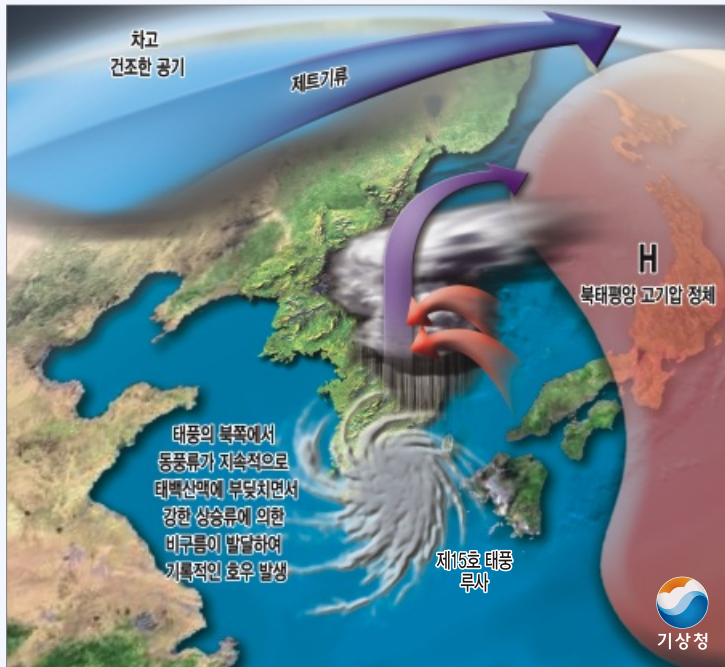 차고
건조한 공기
제트기류
H
북태평양 고기압 정체
태풍의 북쪽에서
동풍류가 지속적으로
태백산맥에 부딪치면서
강한 상승류에 의한
비구름이 발달하여
기록적인 호우 발생
제15호 태풍
루사
기상청